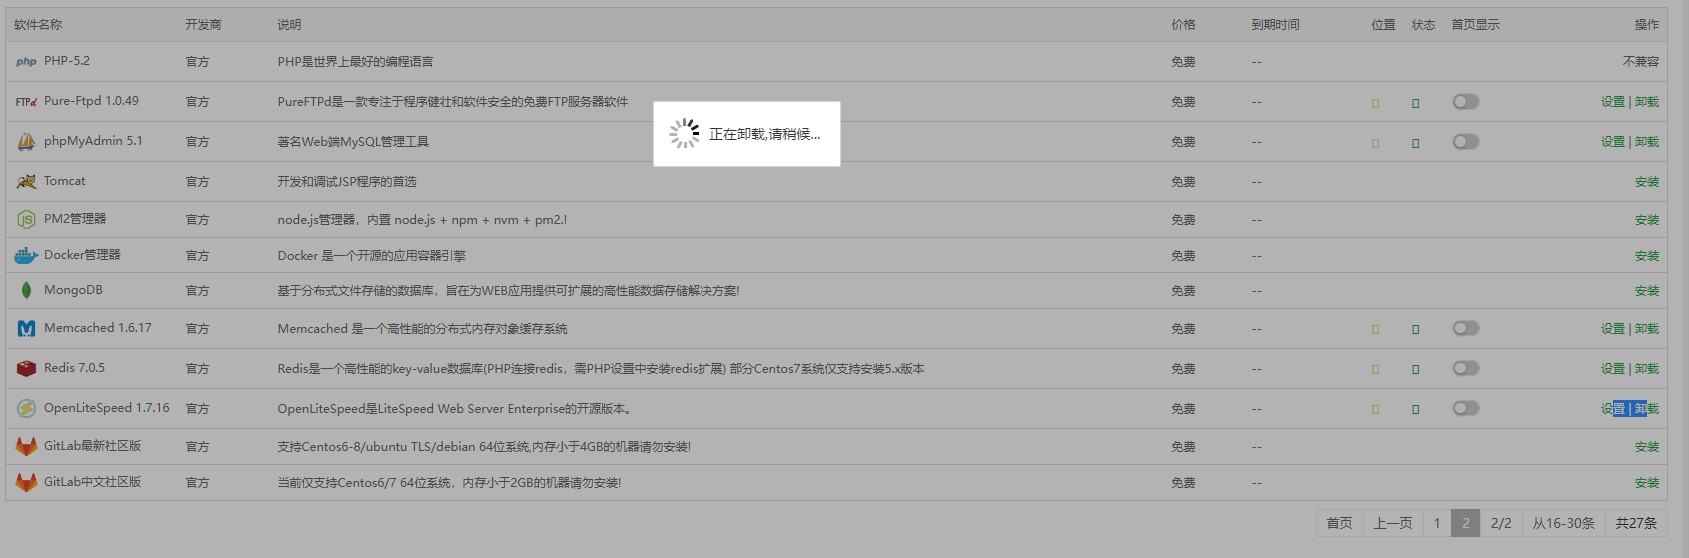 软件名称 开发商 说明 价格 到期时间 位置 状态 首页显示 操作
php PHP-5.2 官方 PHP是世界上最好的编程语言 免费 -- 不兼容
FTPd Pure-Ftpd 1.0.49 官方 PureFTPd是一款专注于程序健壮和软件安全的免费FTP服务器软件 免费 -- 设置 | 卸载
正在卸载,请稍候...
phpMyAdmin 5.1 官方 著名Web端MySQL管理工具 免费 -- 设置 | 卸载
Tomcat 官方 开发和调试JSP程序的首选 免费 -- 安装
JS PM2管理器 官方 node.js管理器，内置 node.js + npm + nvm + pm2.! 免费 -- 安装
Docker管理器 官方 Docker 是一个开源的应用容器引擎 免费 -- 安装
MongoDB 官方 基于分布式文件存储的数据库，旨在为WEB应用提供可扩展的高性能数据存储解决方案! 免费 -- 安装
Memcached 1.6.17 官方 Memcached 是一个高性能的分布式内存对象缓存系统 免费 -- 设置 | 卸载
Redis 7.0.5 官方 Redis是一个高性能的key-value数据库(PHP连接redis，需PHP设置中安装redis扩展) 部分Centos7系统仅支持安装5.x版本 免费 -- 设置 | 卸载
OpenLiteSpeed 1.7.16 官方 OpenLiteSpeed是LiteSpeed Web Server Enterprise的开源版本。 免费 -- 设置 | 卸载
GitLab最新社区版 官方 支持Centos6-8/ubuntu TLS/debian 64位系统,内存小于4GB的机器请勿安装! 免费 -- 安装
GitLab中文社区版 官方 当前仅支持Centos6/7 64位系统，内存小于2GB的机器请勿安装! 免费 -- 安装
首页 上一页 1 2 2/2 从16-30条 共27条